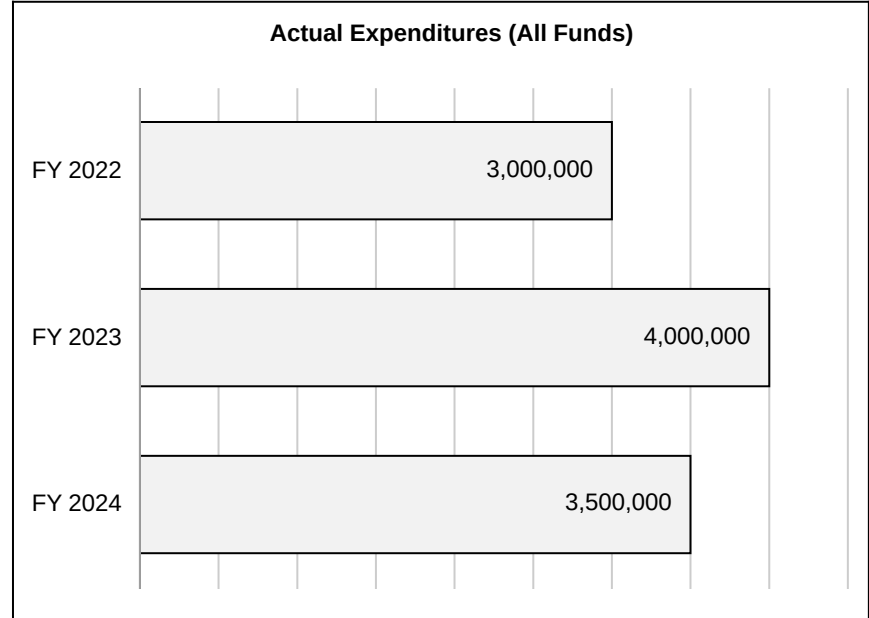 Actual Expenditures (All Funds)
FY 2022
3,000,000
FY 2023
4,000,000
FY 2024
3,500,000